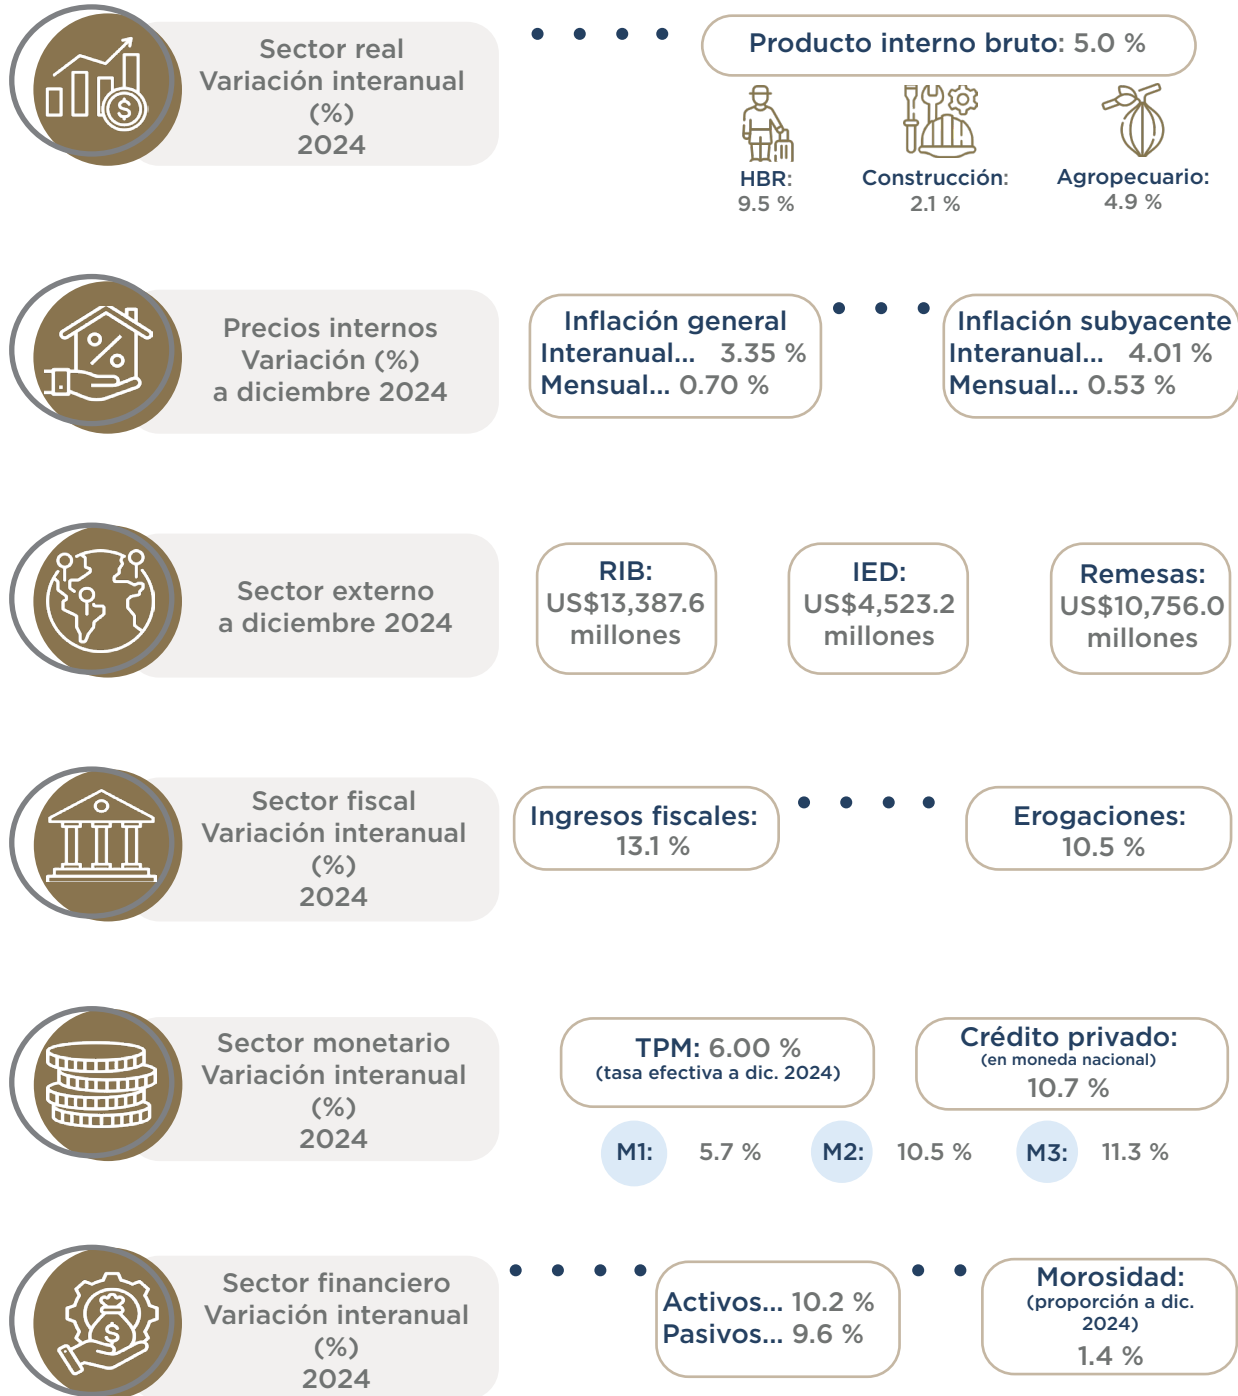 Sector real
Variación interanual
(%)
2024
Producto interno bruto: 5.0 %
HBR:
9.5 %
Construcción:
2.1 %
Agropecuario:
4.9 %
Precios internos
Variación (%)
a diciembre 2024
Inflación general
Interanual... 3.35 %
Mensual... 0.70 %
Inflación subyacente
Interanual... 4.01 %
Mensual... 0.53 %
Sector externo
a diciembre 2024
RIB:
US$13,387.6
millones
IED:
US$4,523.2
millones
Remesas:
US$10,756.0
millones
Sector fiscal
Variación interanual
(%)
2024
Ingresos fiscales:
13.1 %
Erogaciones:
10.5 %
Sector monetario
Variación interanual
(%)
2024
TPM: 6.00 %
(tasa efectiva a dic. 2024)
Crédito privado:
(en moneda nacional)
10.7 %
M1: 5.7 %
M2: 10.5 %
M3: 11.3 %
Sector financiero
Variación interanual
(%)
2024
Activos... 10.2 %
Pasivos... 9.6 %
Morosidad:
(proporción a dic.
2024)
1.4 %